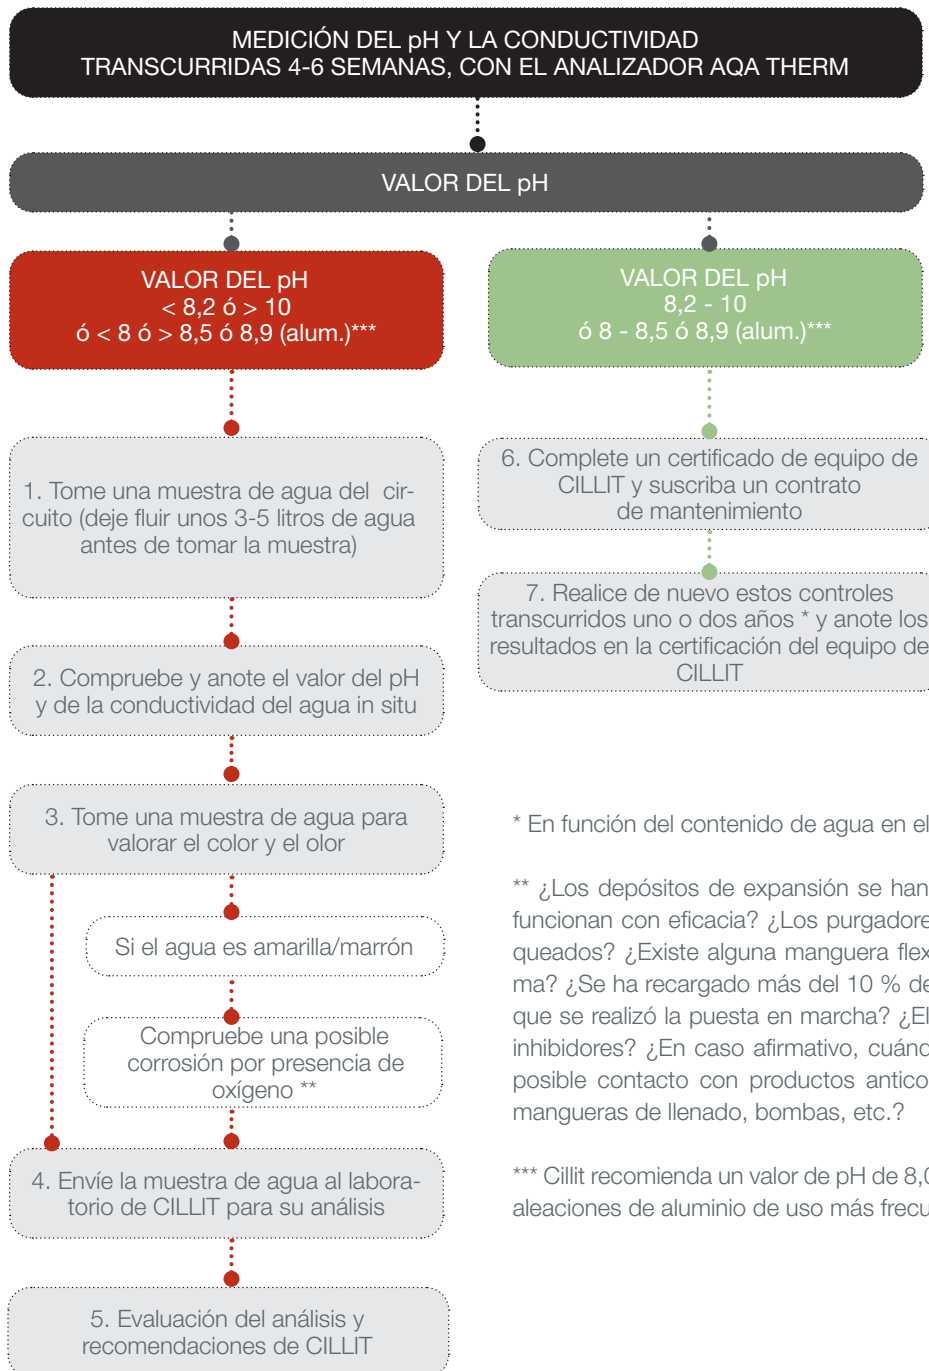 MEDICIÓN DEL pH Y LA CONDUCTIVIDAD
TRANSCURRIDAS 4-6 SEMANAS, CON EL ANALIZADOR AQA THERM
VALOR DEL pH
VALOR DEL pH
< 8,2 ó > 10
ó < 8 ó > 8,5 ó 8,9 (alum.)***
1. Tome una muestra de agua del cir-
cuito (deje fluir unos 3-5 litros de agua
antes de tomar la muestra)
2. Compruebe y anote el valor del pH
y de la conductividad del agua in situ
3. Tome una muestra de agua para
valorar el color y el olor
Si el agua es amarilla/marrón
Compruebe una posible
corrosión por presencia de
oxígeno **
4. Envíe la muestra de agua al labora-
torio de CILLIT para su análisis
5. Evaluación del análisis y
recomendaciones de CILLIT
VALOR DEL pH
8,2 - 10
ó 8 - 8,5 ó 8,9 (alum.)***
6. Complete un certificado de equipo de
CILLIT y suscriba un contrato
de mantenimiento
7. Realice de nuevo estos controles
transcurridos uno o dos años * y anote los
resultados en la certificación del equipo de
CILLIT
* En función del contenido de agua en el
** ¿Los depósitos de expansión se han
funcionan con eficacia? ¿Los purgadore
queados? ¿Existe alguna manguera flex
ma? ¿Se ha recargado más del 10 % de
que se realizó la puesta en marcha? ¿El
inhibidores? ¿En caso afirmativo, cuánd
posible contacto con productos antico
mangueras de llenado, bombas, etc.?
*** Cillit recomienda un valor de pH de 8,0
aleaciones de aluminio de uso más frecu